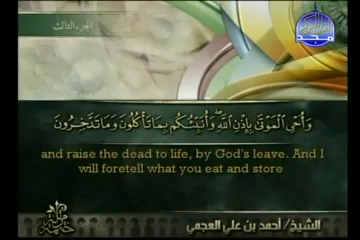 الجزء الثالث
المجد
وَأُحْيِ الْمَوْتَىٰ بِإِذْنِ اللَّهِ ۖ وَأُنَبِّئُكُم بِمَا تَأْكُلُونَ وَمَا تَدَّخِرُونَ
and raise the dead to life, by God's leave. And I
will foretell what you eat and store
الشيخ/ أحمد بن علي العجمي